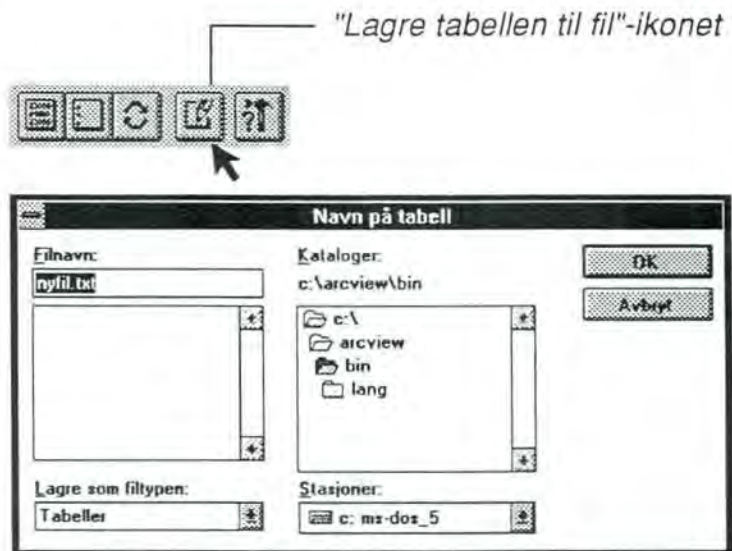 "Lagre tabellen til fil"-ikonet
Navn på tabell
Filnavn:
nyfil.txt
Kataloger:
c:\arcview\bin
c:\
arcview
bin
lang
OK
Avbryt
Lagre som filtypen:
Tabeller
Stasjoner:
c: ms-dos_5